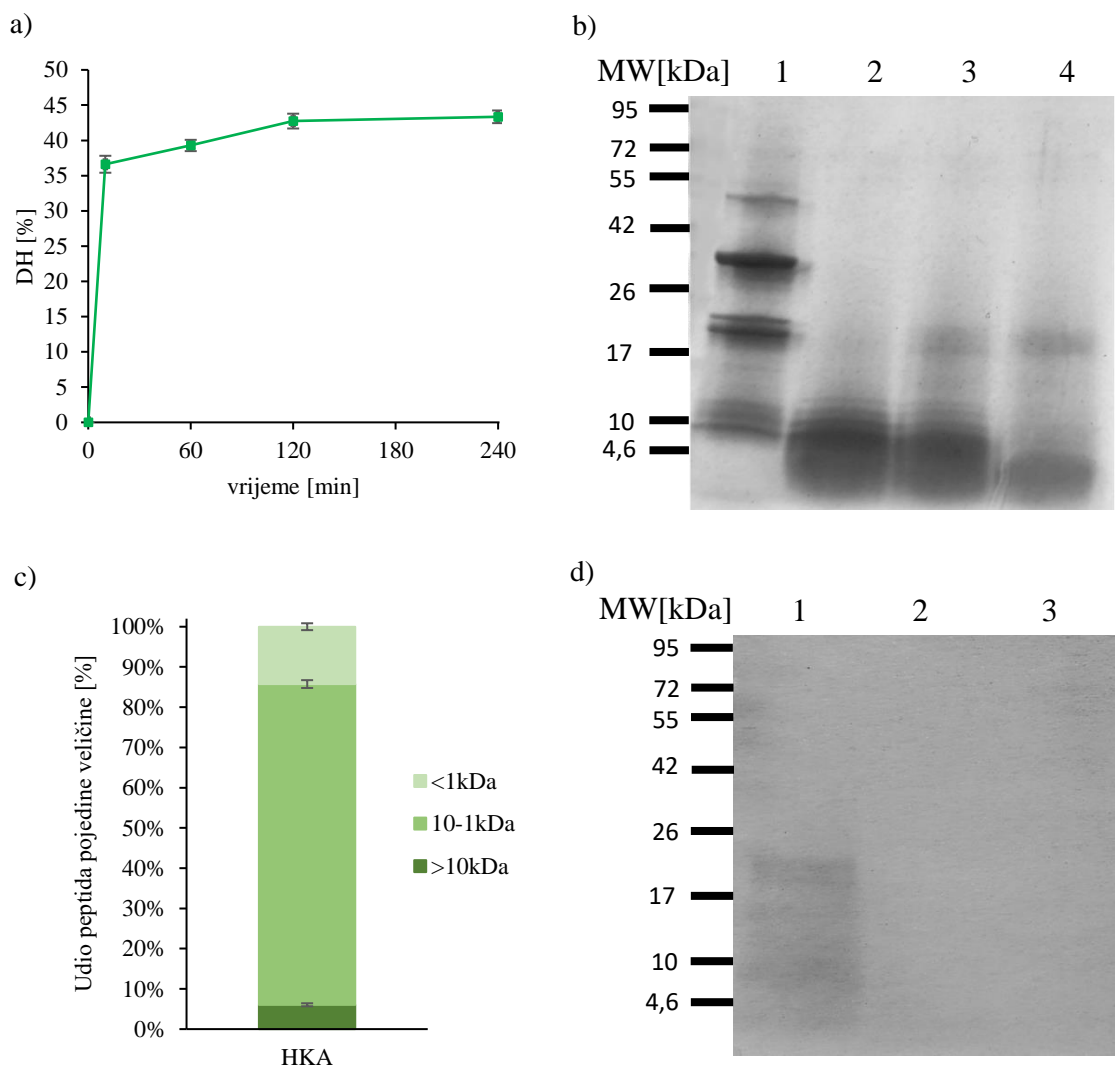 a)
50
45
40
35
30
25
20
15
10
5
0
DH [%]
0 60 120 180 240
vrijeme [min]
b)
MW[kDa] 1 2 3 4
95
72
55
42
26
17
10
4,6
c)
100%
90%
80%
70%
60%
50%
40%
30%
20%
10%
0%
Udio peptida pojedine veličine [%]
HKA
<1kDa
10-1kDa
>10kDa
d)
MW[kDa] 1 2 3
95
72
55
42
26
17
10
4,6